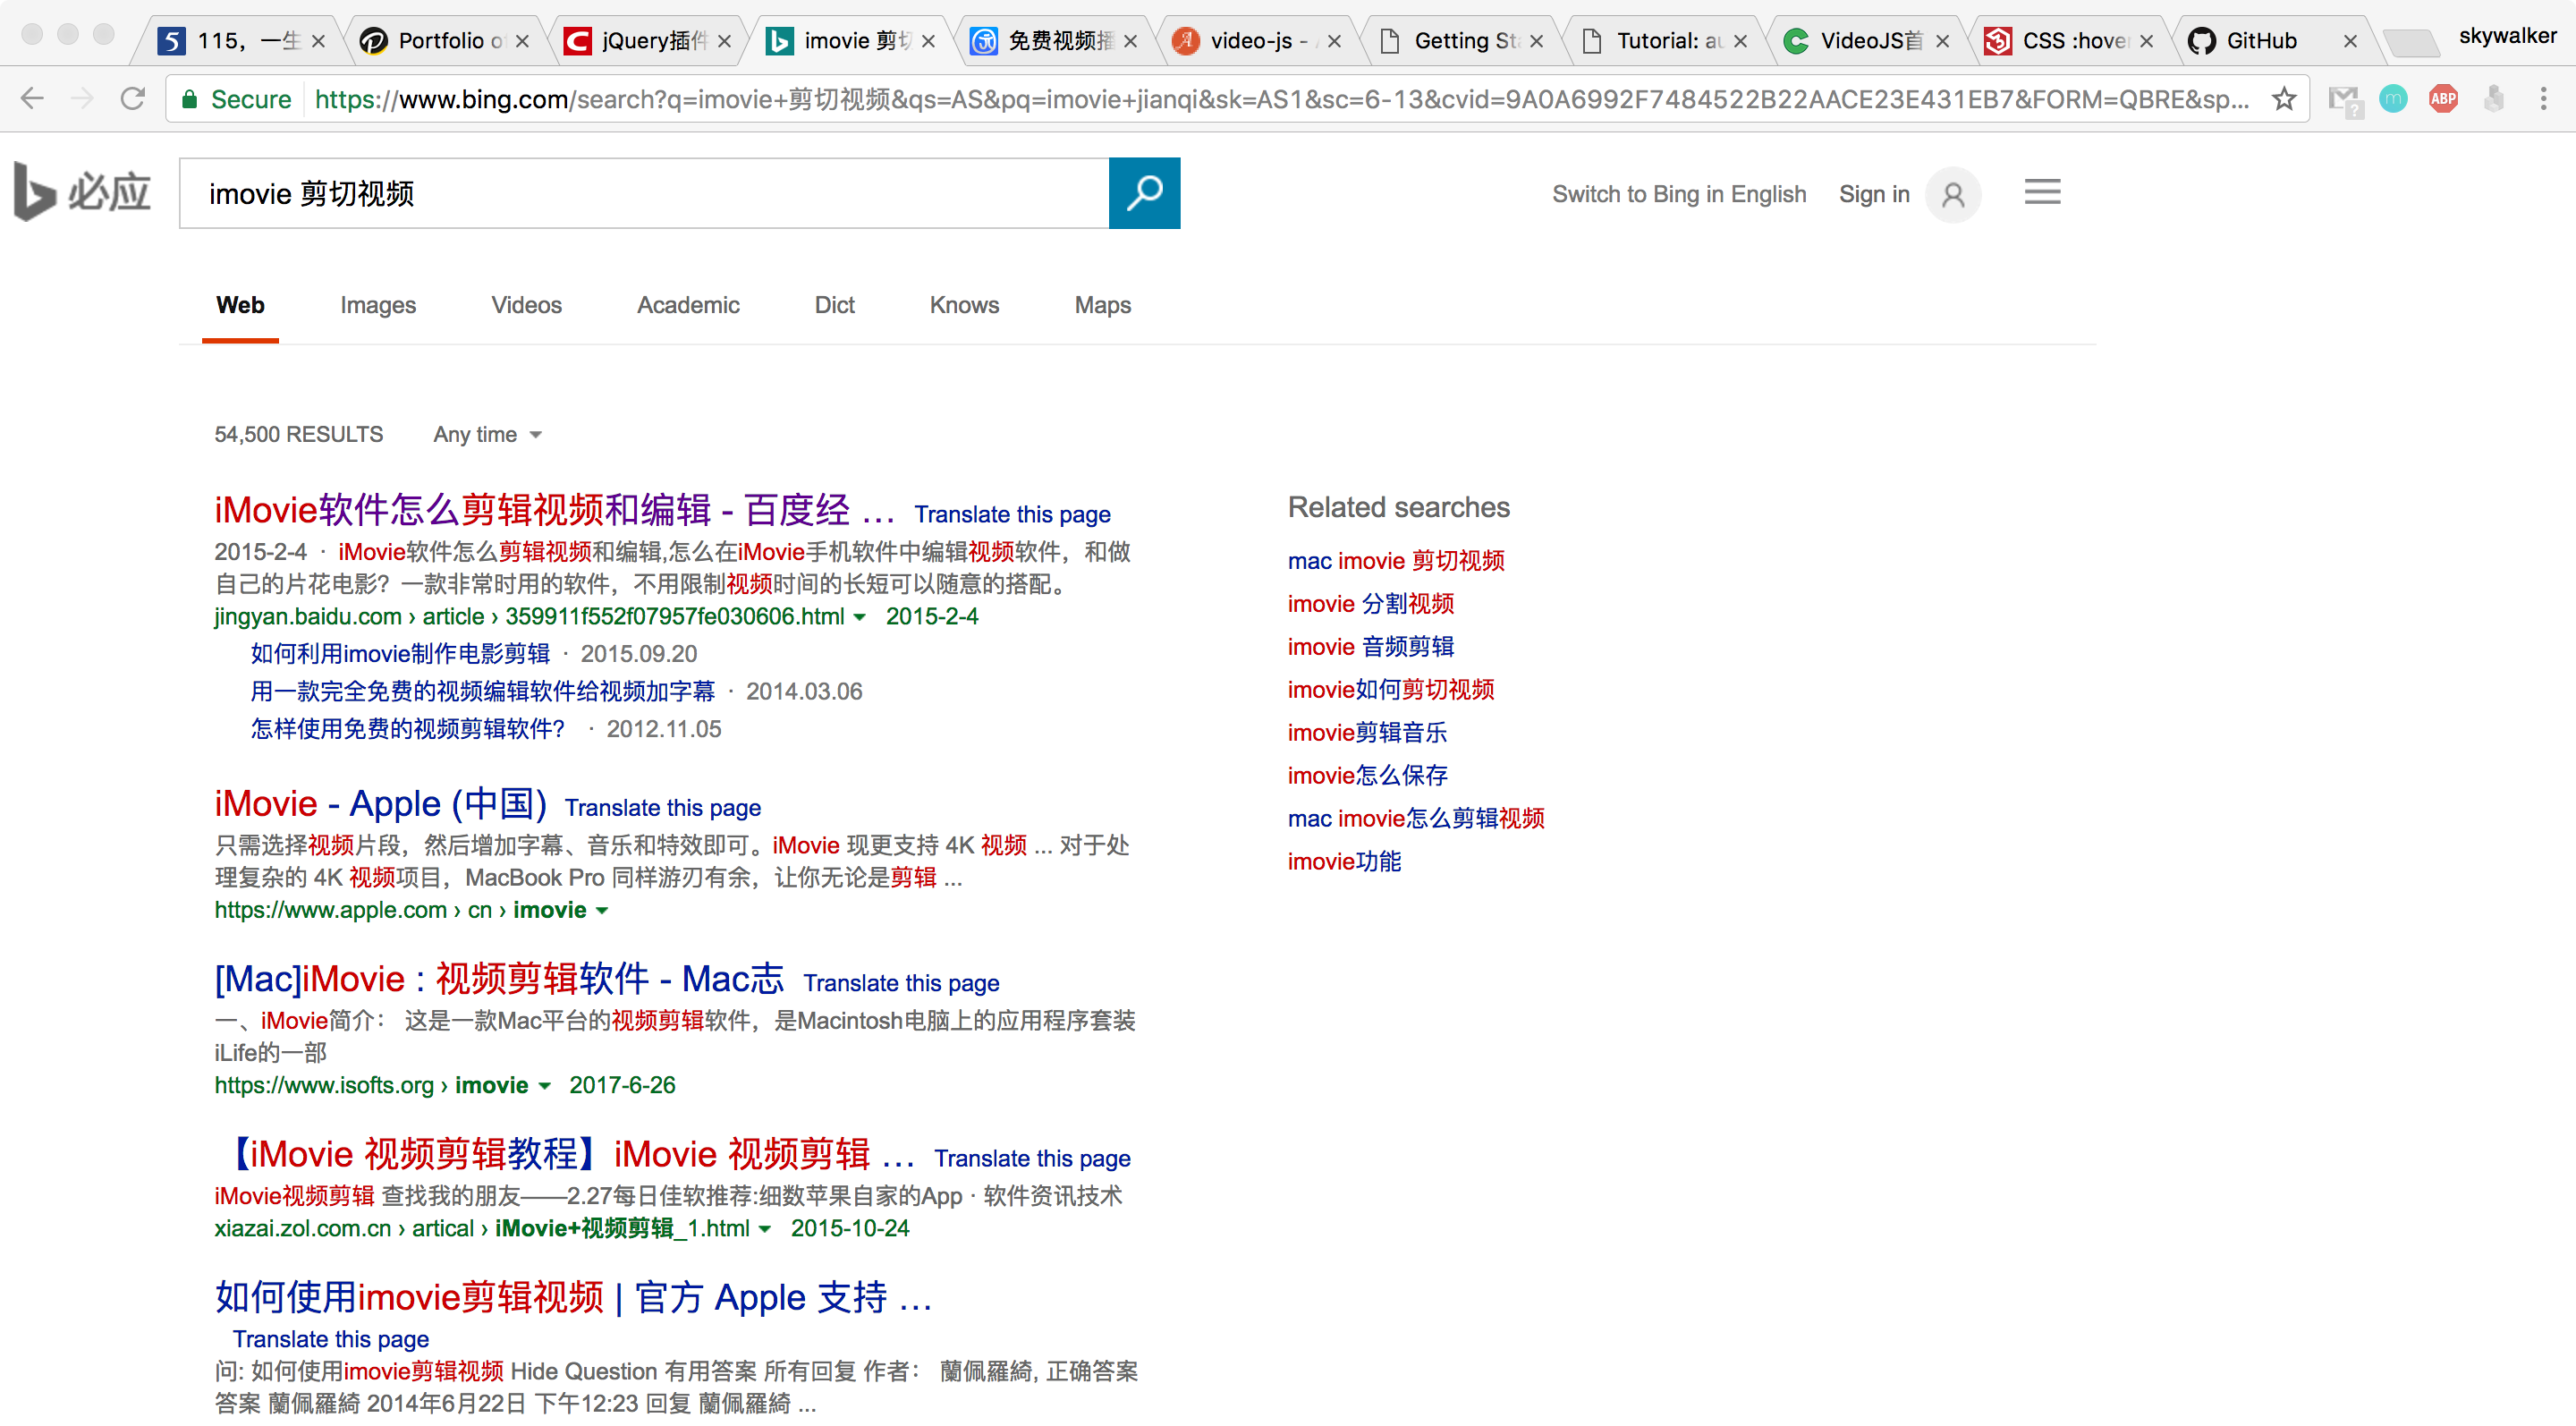 115，一生
Portfolio o
jQuery插件
imovie 剪切
免费视频播
video-js -
Getting St
Tutorial: au
VideoJS首
CSS :hover
GitHub
skywalker
Secure https://www.bing.com/search?q=imovie+剪切视频&qs=AS&pq=imovie+jianqi&sk=AS1&sc=6-13&cvid=9A0A6992F7484522B22AACE23E431EB7&FORM=QBRE&sp...
ABP
必应
imovie 剪切视频
Switch to Bing in English Sign in
Web Images Videos Academic Dict Knows Maps
54,500 RESULTS Any time
iMovie软件怎么剪辑视频和编辑 - 百度经 … Translate this page
2015-2-4 · iMovie软件怎么剪辑视频和编辑,怎么在iMovie手机软件中编辑视频软件，和做
自己的片花电影？一款非常时用的软件，不用限制视频时间的长短可以随意的搭配。
jingyan.baidu.com › article › 359911f552f07957fe030606.html 2015-2-4
如何利用imovie制作电影剪辑 · 2015.09.20
用一款完全免费的视频编辑软件给视频加字幕 · 2014.03.06
怎样使用免费的视频剪辑软件？ · 2012.11.05
iMovie - Apple (中国) Translate this page
只需选择视频片段，然后增加字幕、音乐和特效即可。iMovie 现更支持 4K 视频 ... 对于处
理复杂的 4K 视频项目，MacBook Pro 同样游刃有余，让你无论是剪辑 ...
https://www.apple.com › cn › imovie
[Mac]iMovie : 视频剪辑软件 - Mac志 Translate this page
一、iMovie简介： 这是一款Mac平台的视频剪辑软件，是Macintosh电脑上的应用程序套装
iLife的一部
https://www.isofts.org › imovie 2017-6-26
【iMovie 视频剪辑教程】iMovie 视频剪辑 … Translate this page
iMovie视频剪辑 查找我的朋友——2.27每日佳软推荐:细数苹果自家的App · 软件资讯技术
xiazai.zol.com.cn › artical › iMovie+视频剪辑_1.html 2015-10-24
如何使用imovie剪辑视频 | 官方 Apple 支持 …
Translate this page
问: 如何使用imovie剪辑视频 Hide Question 有用答案 所有回复 作者： 蘭佩羅綺, 正确答案
答案 蘭佩羅綺 2014年6月22日 下午12:23 回复 蘭佩羅綺 ...
Related searches
mac imovie 剪切视频
imovie 分割视频
imovie 音频剪辑
imovie如何剪切视频
imovie剪辑音乐
imovie怎么保存
mac imovie怎么剪辑视频
imovie功能